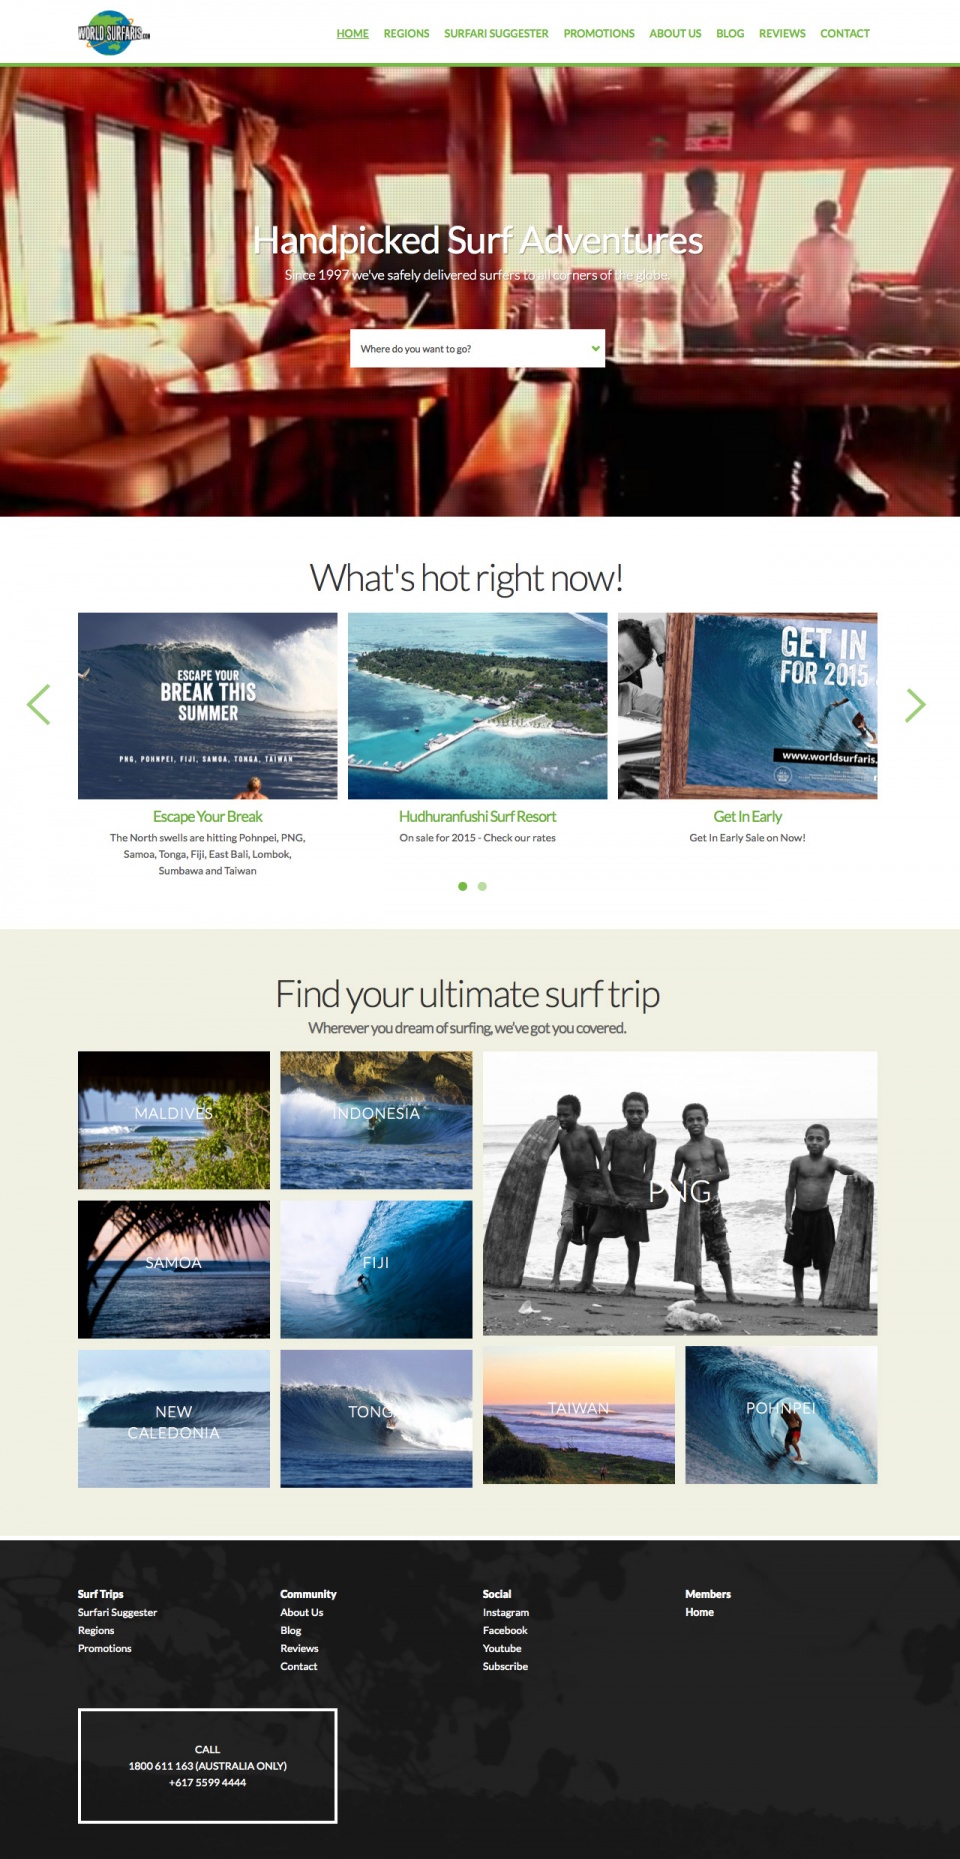 WORLD SURFARIS.COM
HOME REGIONS SURFARI SUGGESTER PROMOTIONS ABOUT US BLOG REVIEWS CONTACT
Handpicked Surf Adventures
Since 1997 we've safely delivered surfers to all corners of the globe.
Where do you want to go?
What's hot right now!
ESCAPE YOUR
BREAK THIS
SUMMER
PNG, POHNPEI, FIJI, SAMOA, TONGA, TAIWAN
GET IN
FOR 2015
www.worldsurfaris.
Escape Your Break
The North swells are hitting Pohnpei, PNG,
Samoa, Tonga, Fiji, East Bali, Lombok,
Sumbawa and Taiwan
Hudhuranfushi Surf Resort
On sale for 2015 - Check our rates
Get In Early
Get In Early Sale on Now!
Find your ultimate surf trip
Wherever you dream of surfing, we've got you covered.
MALDIVES
INDONESIA
PNG
SAMOA
FIJI
NEW
CALEDONIA
TONGA
TAIWAN
POHNPEI
Surf Trips
Surfari Suggester
Regions
Promotions
Community
About Us
Blog
Reviews
Contact
Social
Instagram
Facebook
Youtube
Subscribe
Members
Home
CALL
1800 611 163 (AUSTRALIA ONLY)
+617 5599 4444